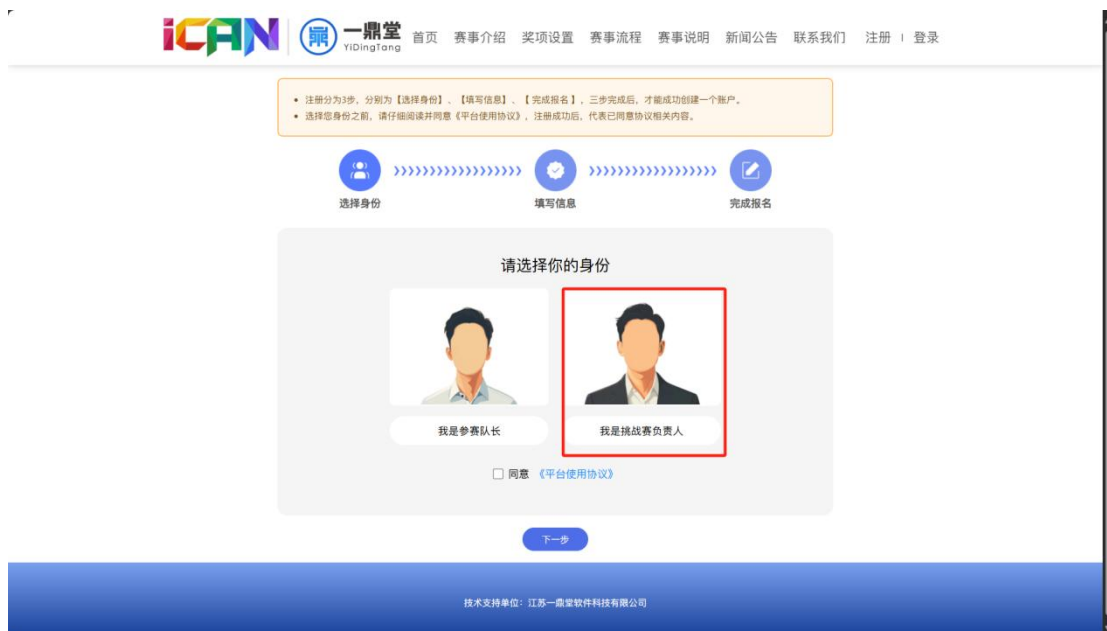 iCAN
鼎 一鼎堂 YiDingTang
首页 赛事介绍 奖项设置 赛事流程 赛事说明 新闻公告 联系我们 注册 | 登录
• 注册分为3步，分别为【选择身份】、【填写信息】、【完成报名】，三步完成后，才能成功创建一个账户。
• 选择您身份之前，请仔细阅读并同意《平台使用协议》，注册成功后，代表已同意协议相关内容。
选择身份 填写信息 完成报名
请选择你的身份
我是参赛队长 我是挑战赛负责人
同意 《平台使用协议》
下一步
技术支持单位：江苏一鼎堂软件科技有限公司